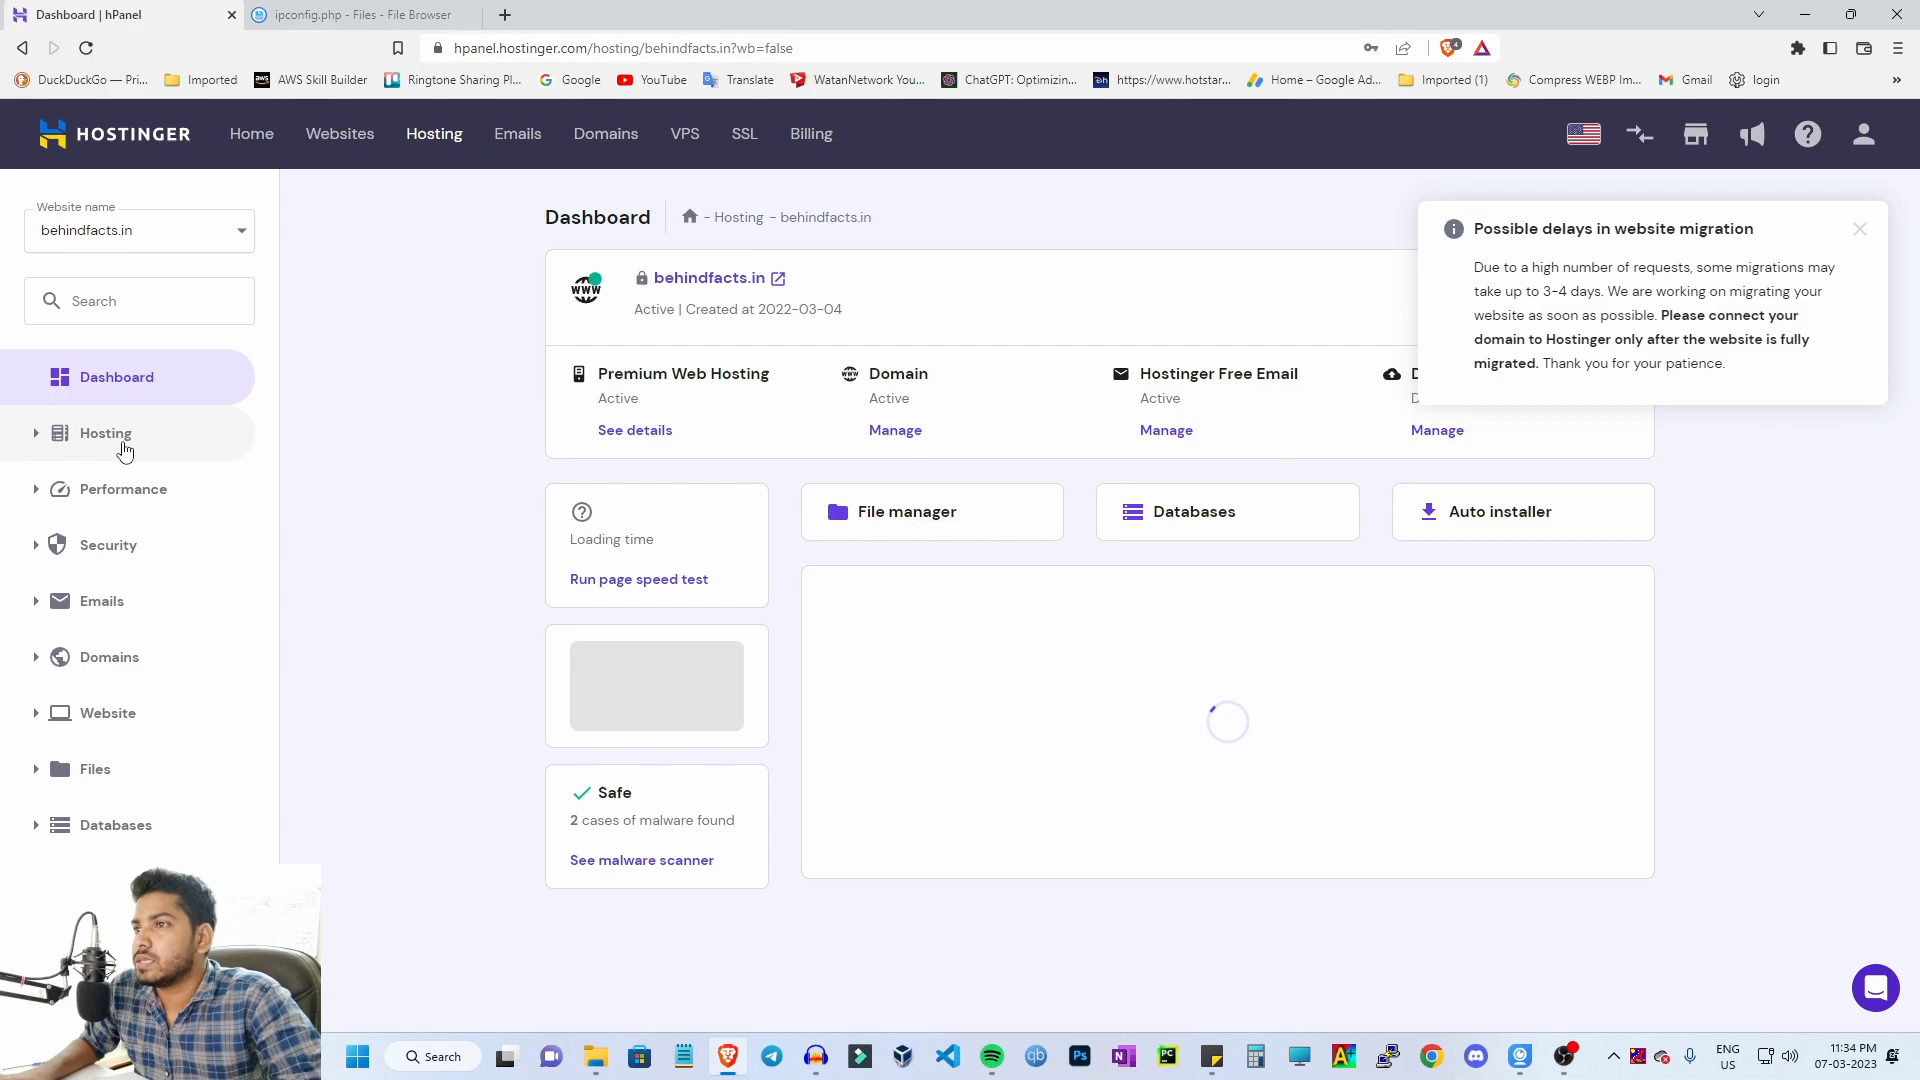 Dashboard | hPanel
ipconfig.php - Files - File Browser
hpanel.hostinger.com/hosting/behindfacts.in?wb=false
4
DuckDuckGo — Pri...
Imported
AWS Skill Builder
Ringtone Sharing Pl...
Google
YouTube
Translate
WatanNetwork You...
ChatGPT: Optimizin...
https://www.hotstar...
Home – Google Ad...
Imported (1)
Compress WEBP Im...
Gmail
login
HOSTINGER
Home
Websites
Hosting
Emails
Domains
VPS
SSL
Billing
Website name
behindfacts.in
Search
Dashboard
Hosting
Performance
Security
Emails
Domains
Website
Files
Databases
Dashboard
- Hosting - behindfacts.in
www
behindfacts.in
Active | Created at 2022-03-04
Premium Web Hosting
Active
See details
Domain
Active
Manage
Hostinger Free Email
Active
Manage
D
D
Manage
Possible delays in website migration
Due to a high number of requests, some migrations may
take up to 3-4 days. We are working on migrating your
website as soon as possible. Please connect your
domain to Hostinger only after the website is fully
migrated. Thank you for your patience.
Loading time
Run page speed test
File manager
Databases
Auto installer
Safe
2 cases of malware found
See malware scanner
Search
ENG
US
11:34 PM
07-03-2023